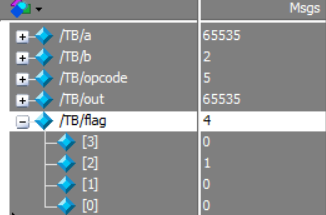 Msgs
/TB/a 65535
/TB/b 2
/TB/opcode 5
/TB/out 65535
/TB/flag 4
[3] 0
[2] 1
[1] 0
[0] 0